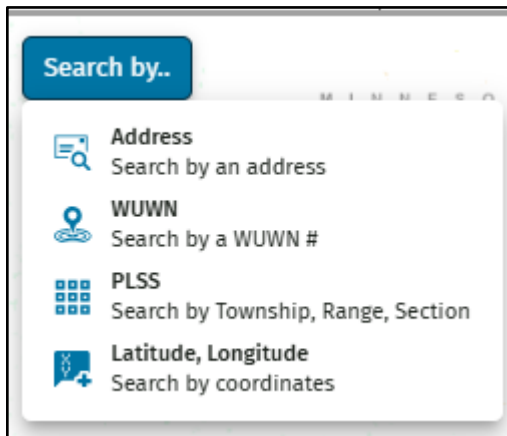 Search by..
M I N N E S O
Address
Search by an address
WUWN
Search by a WUWN #
PLSS
Search by Township, Range, Section
Latitude, Longitude
Search by coordinates